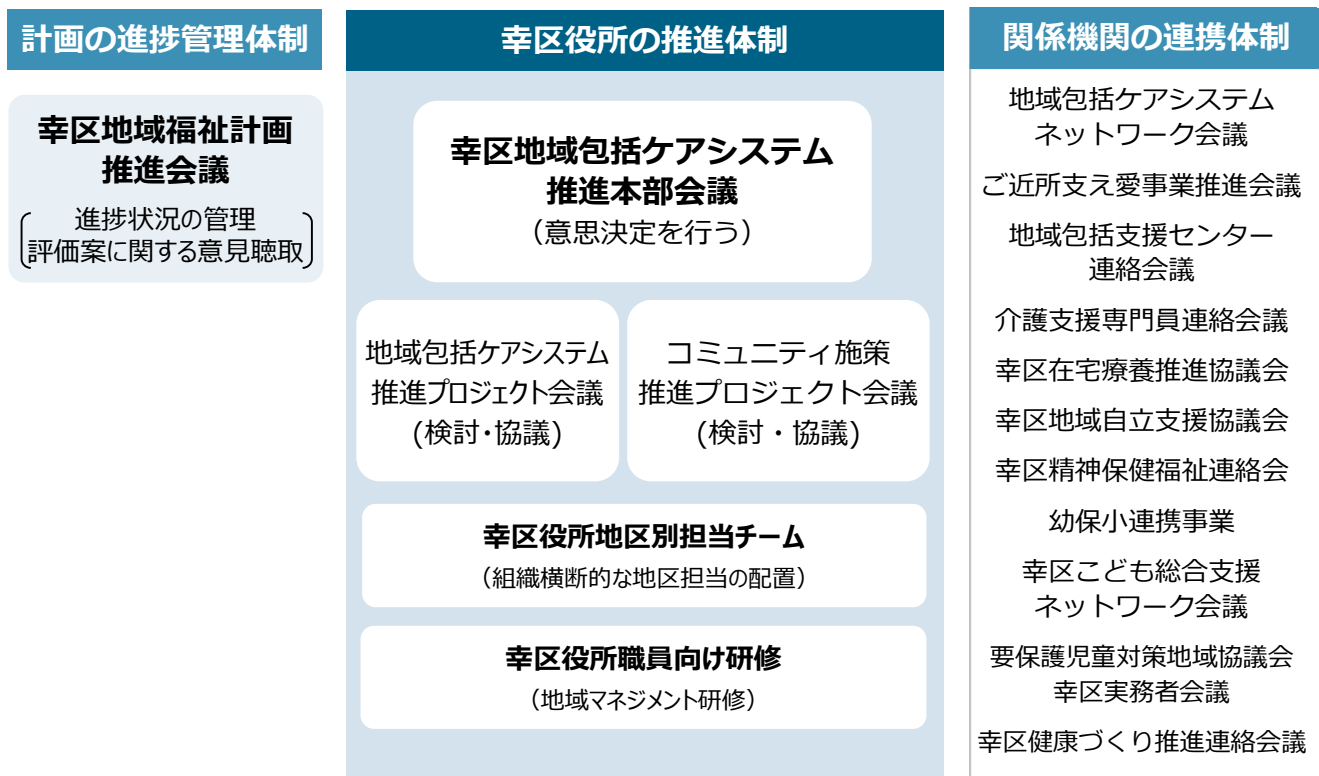 計画の進捗管理体制
幸区地域福祉計画
推進会議
進捗状況の管理
評価案に関する意見聴取
幸区役所の推進体制
幸区地域包括ケアシステム
推進本部会議
（意思決定を行う）
地域包括ケアシステム
推進プロジェクト会議
(検討・協議)
コミュニティ施策
推進プロジェクト会議
(検討・協議)
幸区役所地区別担当チーム
（組織横断的な地区担当の配置）
幸区役所職員向け研修
（地域マネジメント研修）
関係機関の連携体制
地域包括ケアシステム
ネットワーク会議
ご近所支え愛事業推進会議
地域包括支援センター
連絡会議
介護支援専門員連絡会議
幸区在宅療養推進協議会
幸区地域自立支援協議会
幸区精神保健福祉連絡会
幼保小連携事業
幸区こども総合支援
ネットワーク会議
要保護児童対策地域協議会
幸区実務者会議
幸区健康づくり推進連絡会議